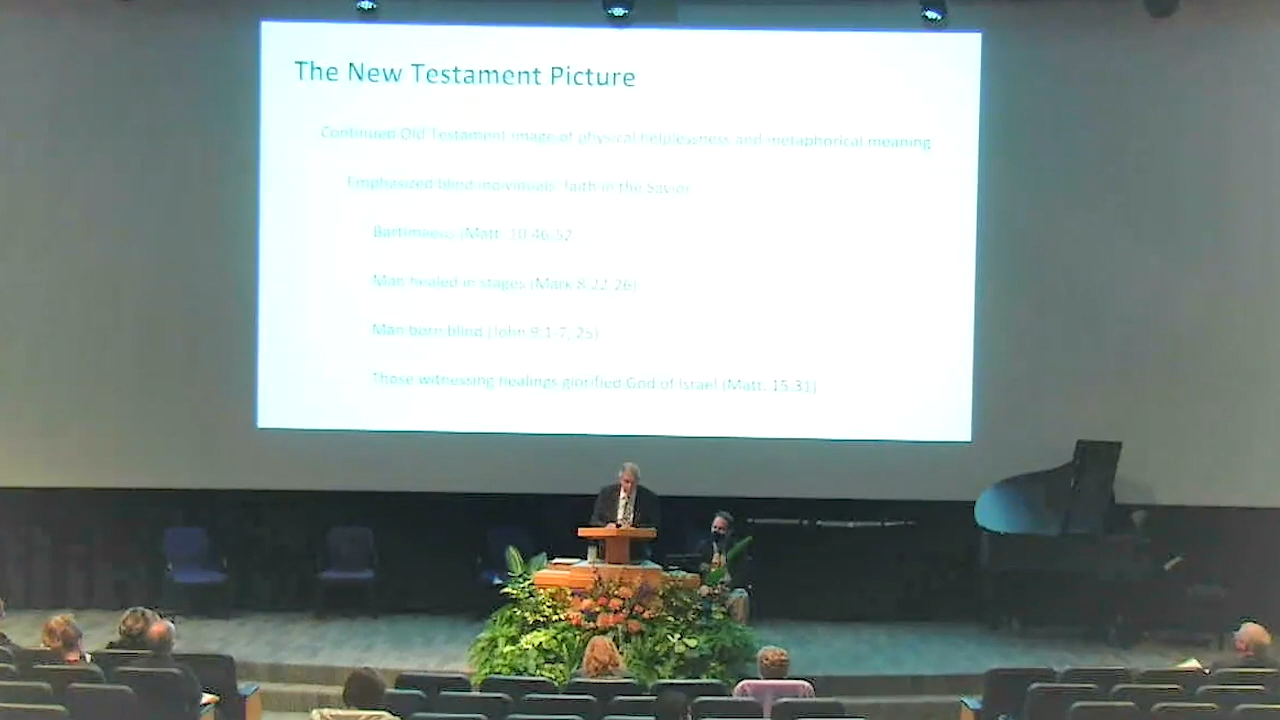 The New Testament Picture
Continued Old Testament image of physical helplessness and metaphorical meaning
Emphasized blind individuals' faith in the Savior
Bartimaeus (Matt. 10:46-52
Man healed in stages (Mark 8:22-26)
Man born blind (John 9:1-7, 25)
Those witnessing healings glorified God of Israel (Matt. 15:31)